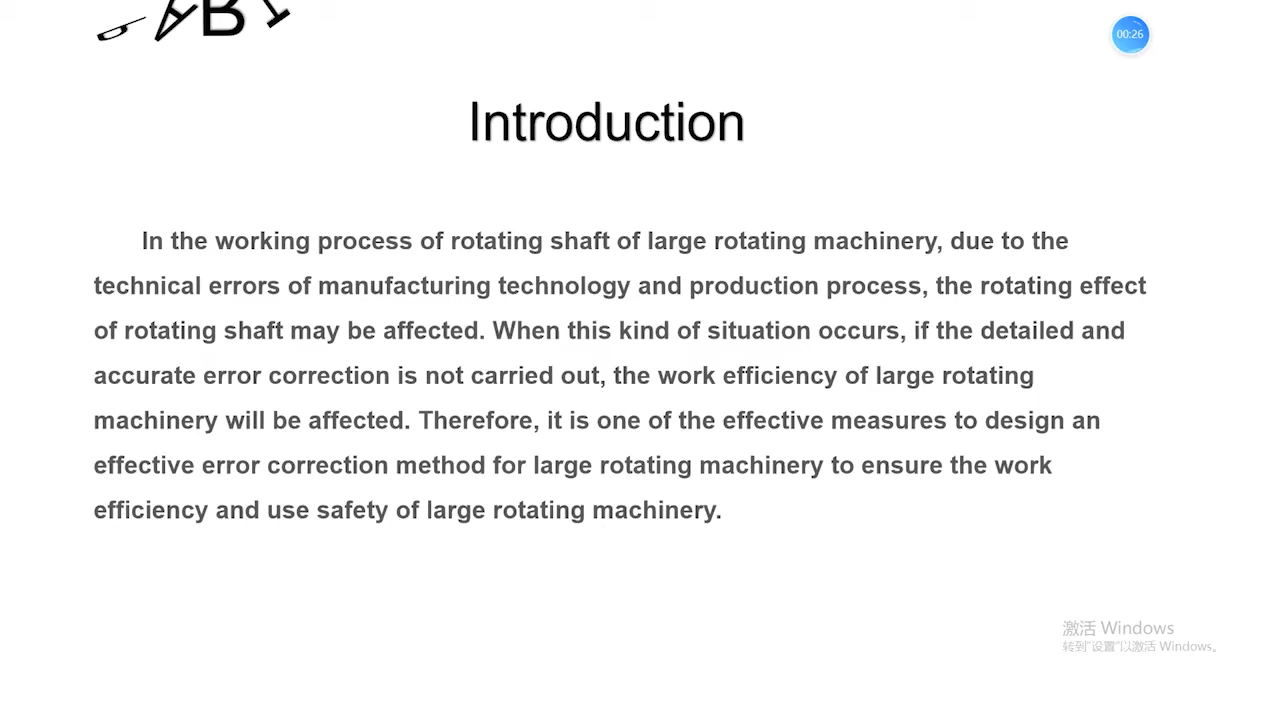 00:26
Introduction
In the working process of rotating shaft of large rotating machinery, due to the
technical errors of manufacturing technology and production process, the rotating effect
of rotating shaft may be affected. When this kind of situation occurs, if the detailed and
accurate error correction is not carried out, the work efficiency of large rotating
machinery will be affected. Therefore, it is one of the effective measures to design an
effective error correction method for large rotating machinery to ensure the work
efficiency and use safety of large rotating machinery.
激活 Windows
转到"设置"以激活 Windows。